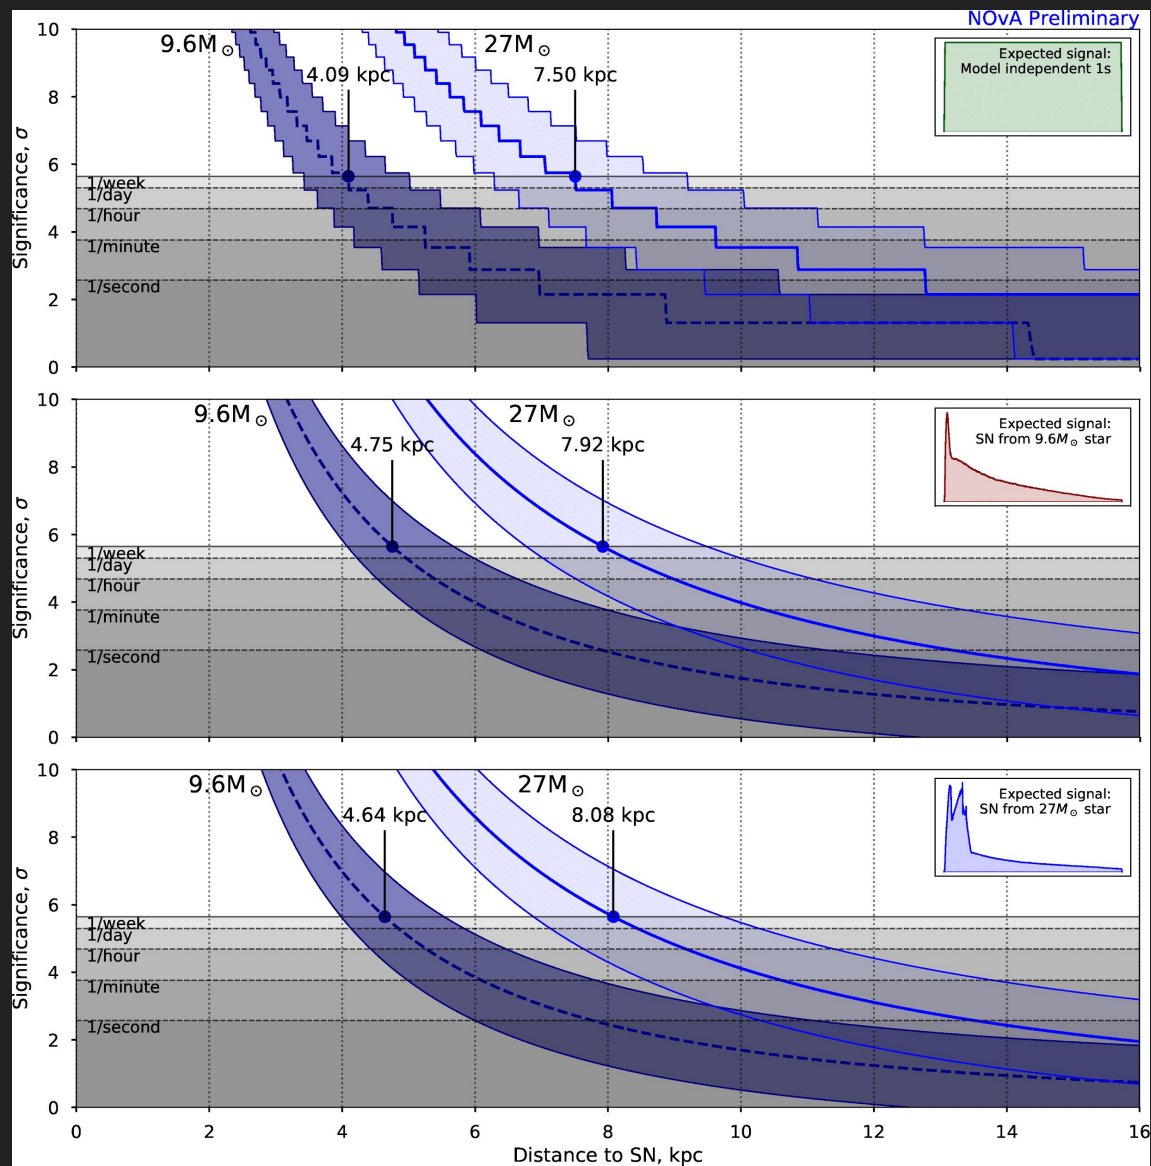 NOvA Preliminary
10
8
6
4
2
0
Significance, σ
9.6M⊙
27M⊙
4.09 kpc
7.50 kpc
Expected signal:
Model independent 1s
1/week
1/day
1/hour
1/minute
1/second
10
8
6
4
2
0
Significance, σ
9.6M⊙
27M⊙
4.75 kpc
7.92 kpc
Expected signal:
SN from 9.6M⊙ star
1/week
1/day
1/hour
1/minute
1/second
10
8
6
4
2
0
Significance, σ
9.6M⊙
27M⊙
4.64 kpc
8.08 kpc
Expected signal:
SN from 27M⊙ star
1/week
1/day
1/hour
1/minute
1/second
0 2 4 6 8 10 12 14 16
Distance to SN, kpc